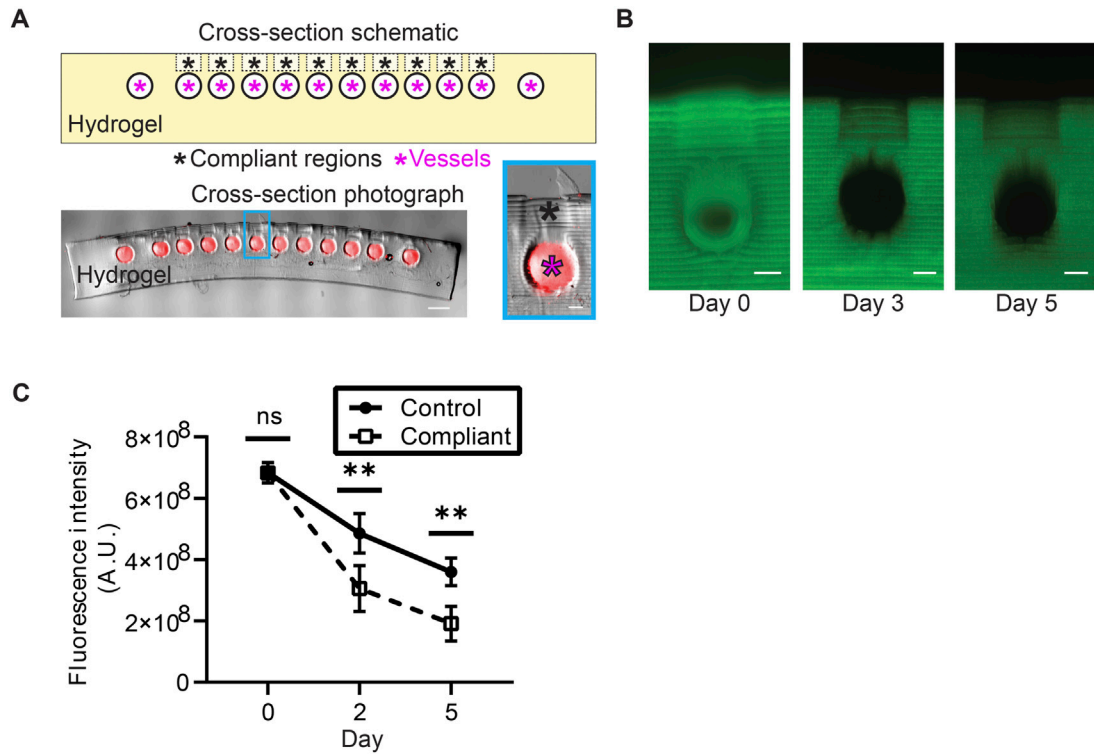 A
Cross-section schematic
* * * * * * * * * *
* * * * * * * * * * * *
Hydrogel
*Compliant regions *Vessels
Cross-section photograph
Hydrogel
*
*
B
Day 0 Day 3 Day 5
C
Control
Compliant
ns
**
**
8×10⁸
6×10⁸
4×10⁸
2×10⁸
0
Fluorescence intensity
(A.U.)
0 2 5
Day